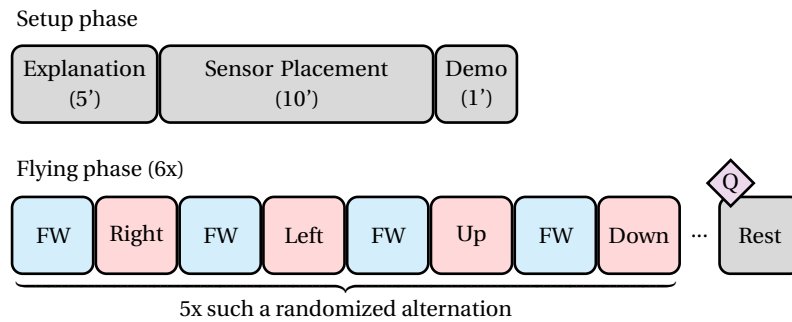 Setup phase
Explanation
(5')
Sensor Placement
(10')
Demo
(1')
Flying phase (6x)
Q
FW
Right
FW
Left
FW
Up
FW
Down
...
Rest
5x such a randomized alternation